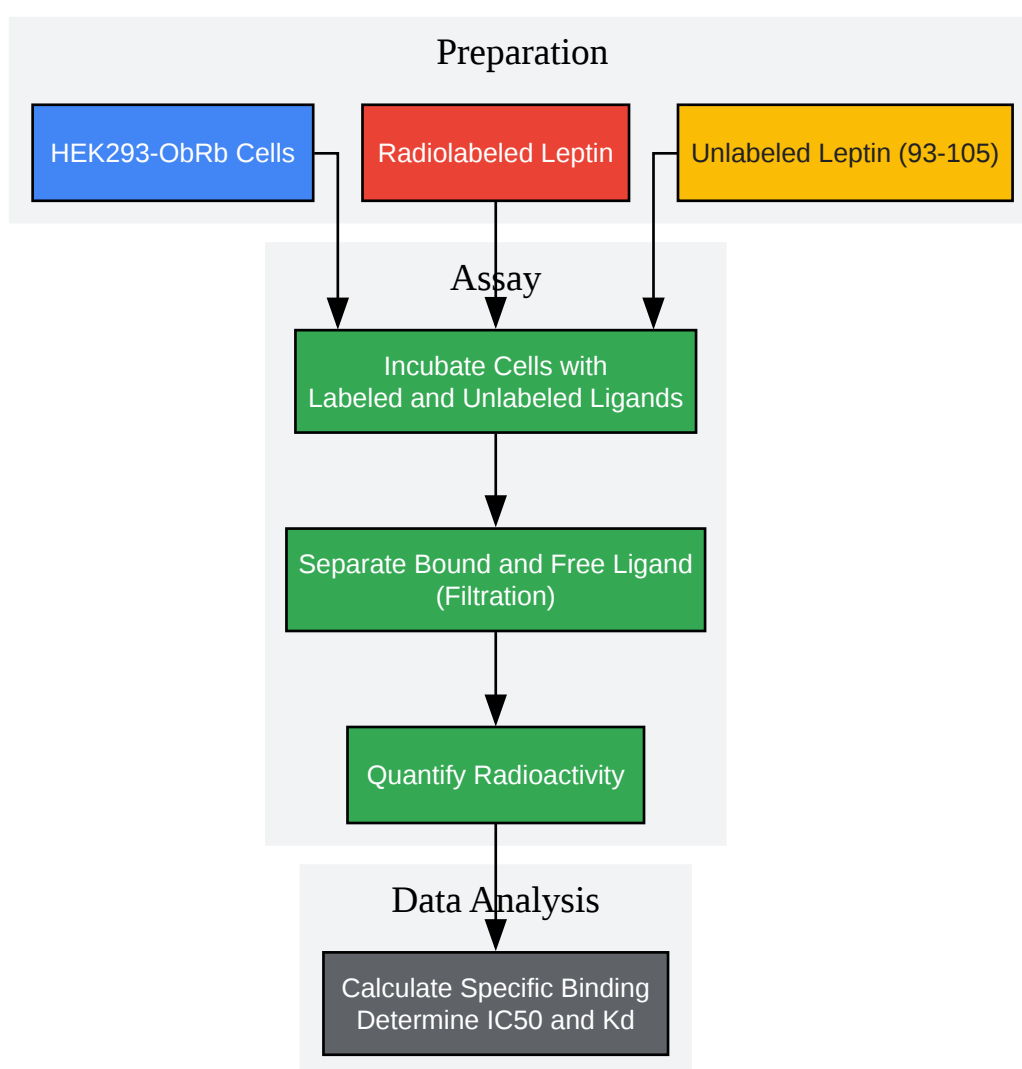 Preparation
HEK293-ObRb Cells
Radiolabeled Leptin
Unlabeled Leptin (93-105)
Assay
Incubate Cells with
Labeled and Unlabeled Ligands
Separate Bound and Free Ligand
(Filtration)
Quantify Radioactivity
Data Analysis
Calculate Specific Binding
Determine IC50 and Kd